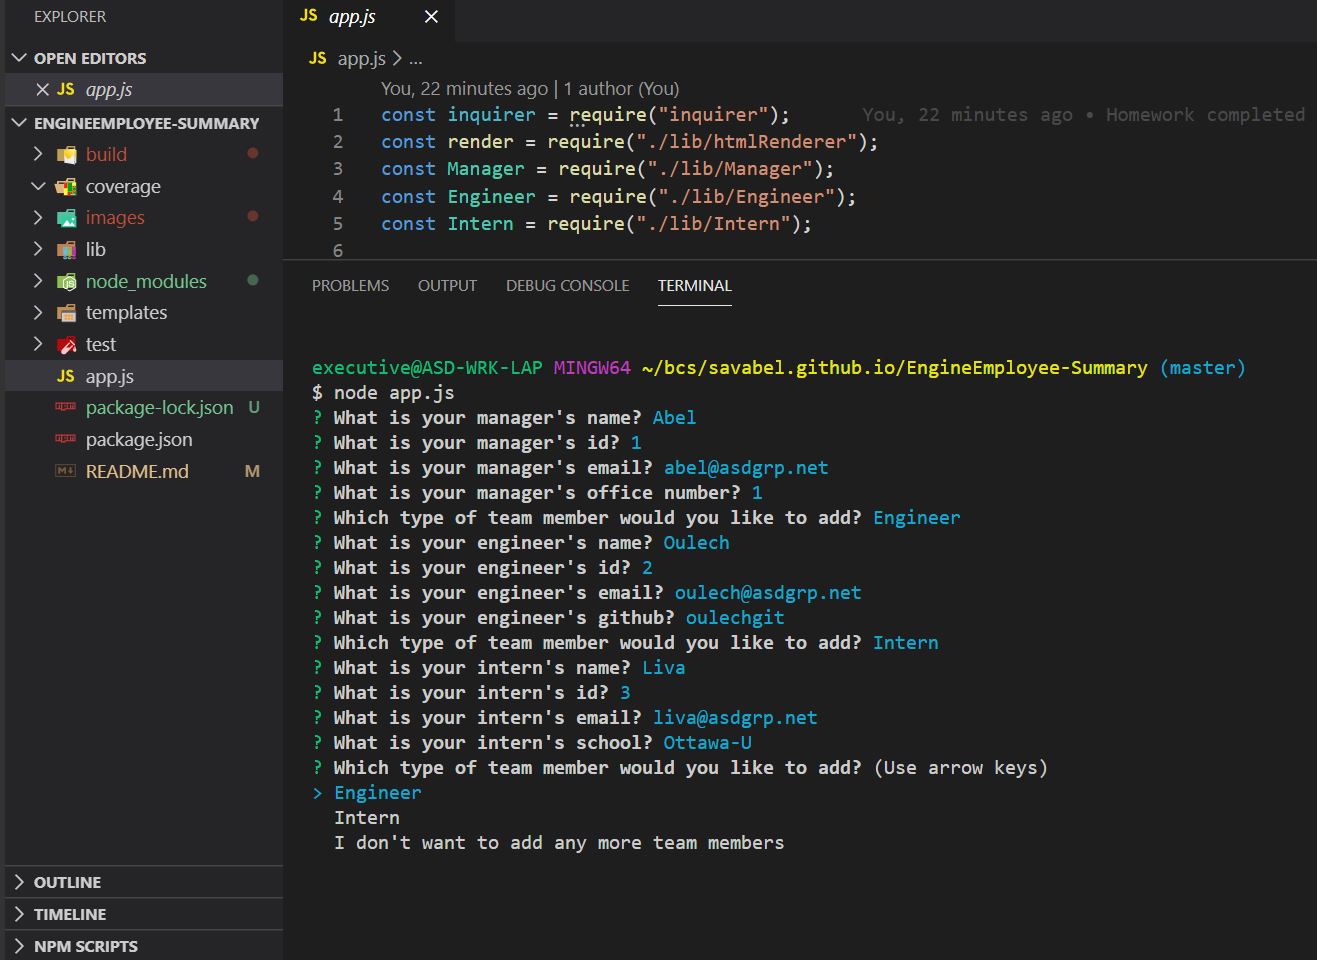 EXPLORER
OPEN EDITORS
JS app.js
ENGINEEMPLOYEE-SUMMARY
build
coverage
images
lib
node_modules
templates
test
JS app.js
package-lock.json U
package.json
README.md M
OUTLINE
TIMELINE
NPM SCRIPTS
JS app.js
JS app.js > ...
You, 22 minutes ago | 1 author (You)
1 const inquirer = require("inquirer"); You, 22 minutes ago • Homework completed
2 const render = require("./lib/htmlRenderer");
3 const Manager = require("./lib/Manager");
4 const Engineer = require("./lib/Engineer");
5 const Intern = require("./lib/Intern");
6
PROBLEMS OUTPUT DEBUG CONSOLE TERMINAL
executive@ASD-WRK-LAP MINGW64 ~/bcs/savabel.github.io/EngineEmployee-Summary (master)
$ node app.js
? What is your manager's name? Abel
? What is your manager's id? 1
? What is your manager's email? abel@asdgrp.net
? What is your manager's office number? 1
? Which type of team member would you like to add? Engineer
? What is your engineer's name? Oulech
? What is your engineer's id? 2
? What is your engineer's email? oulech@asdgrp.net
? What is your engineer's github? oulechgit
? Which type of team member would you like to add? Intern
? What is your intern's name? Liva
? What is your intern's id? 3
? What is your intern's email? liva@asdgrp.net
? What is your intern's school? Ottawa-U
? Which type of team member would you like to add? (Use arrow keys)
> Engineer
Intern
I don't want to add any more team members